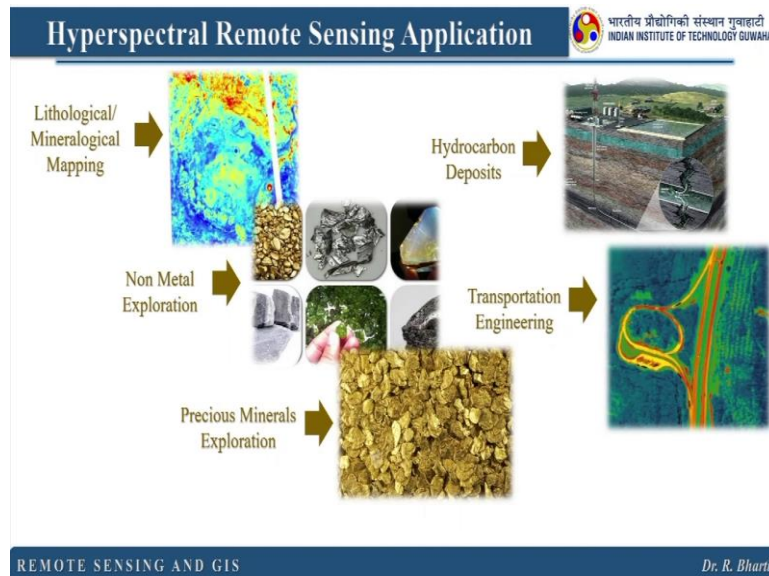 Hyperspectral Remote Sensing Application
भारतीय प्रौद्योगिकी संस्थान गुवाहाटी
INDIAN INSTITUTE OF TECHNOLOGY GUWAHA
Lithological/
Mineralogical
Mapping
Hydrocarbon
Deposits
Non Metal
Exploration
Transportation
Engineering
Precious Minerals
Exploration
REMOTE SENSING AND GIS
Dr. R. Bharti